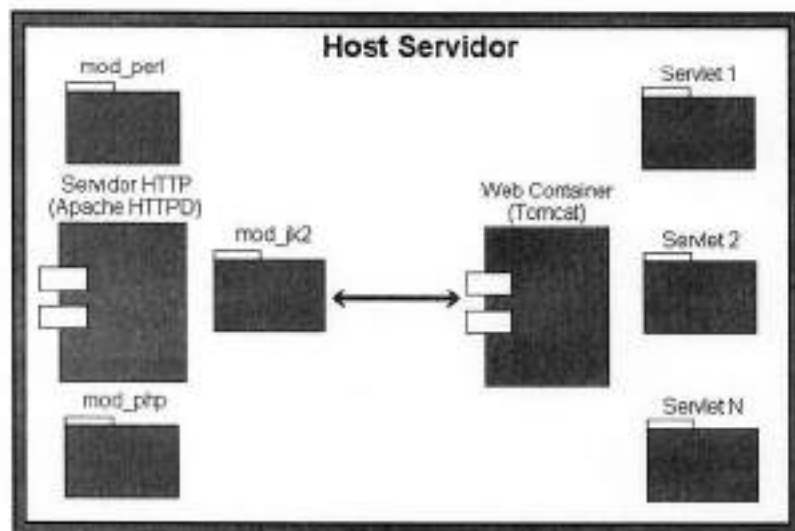 Host Servidor
mod_perl
Servlet 1
Servidor HTTP
(Apache HTTPD)
Web Container
(Tomcat)
mod_jk2
Servlet 2
mod_php
Servlet N